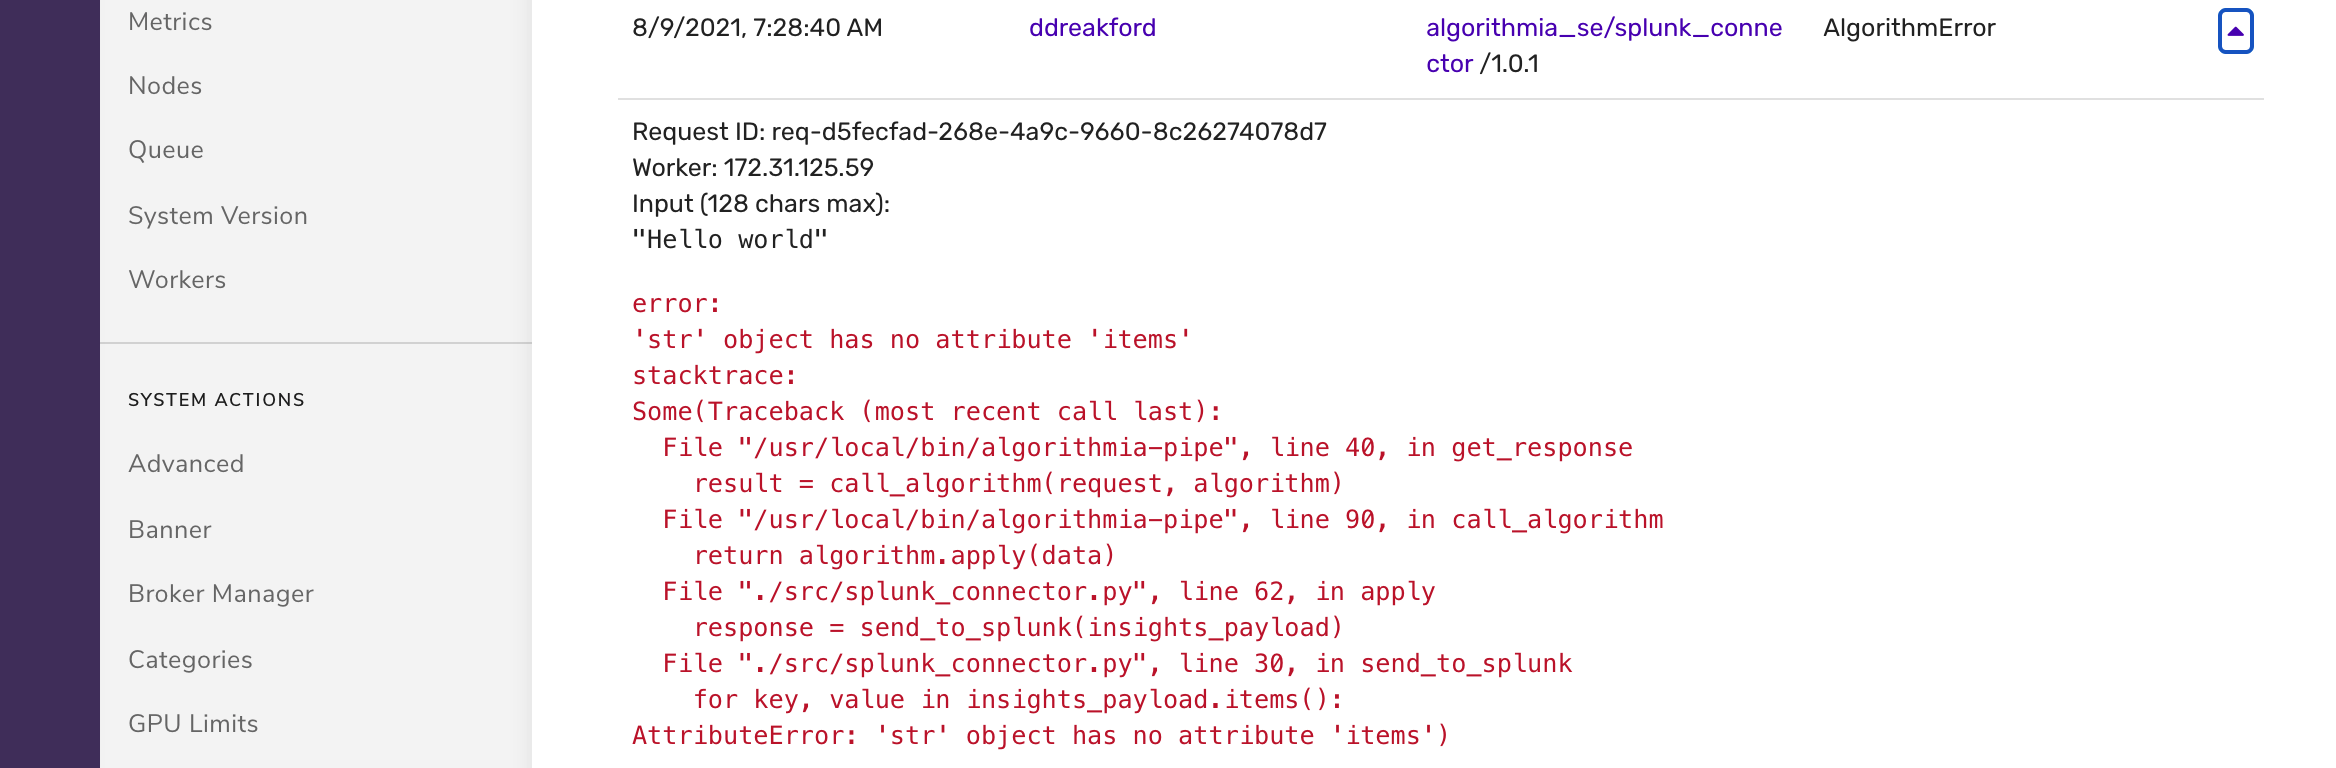 Metrics
Nodes
Queue
System Version
Workers
SYSTEM ACTIONS
Advanced
Banner
Broker Manager
Categories
GPU Limits
8/9/2021, 7:28:40 AM ddreakford algorithmia_se/splunk_conne AlgorithmError
ctor /1.0.1
Request ID: req-d5fecfad-268e-4a9c-9660-8c26274078d7
Worker: 172.31.125.59
Input (128 chars max):
"Hello world"
error:
'str' object has no attribute 'items'
stacktrace:
Some(Traceback (most recent call last):
  File "/usr/local/bin/algorithmia-pipe", line 40, in get_response
    result = call_algorithm(request, algorithm)
  File "/usr/local/bin/algorithmia-pipe", line 90, in call_algorithm
    return algorithm.apply(data)
  File "./src/splunk_connector.py", line 62, in apply
    response = send_to_splunk(insights_payload)
  File "./src/splunk_connector.py", line 30, in send_to_splunk
    for key, value in insights_payload.items():
AttributeError: 'str' object has no attribute 'items')